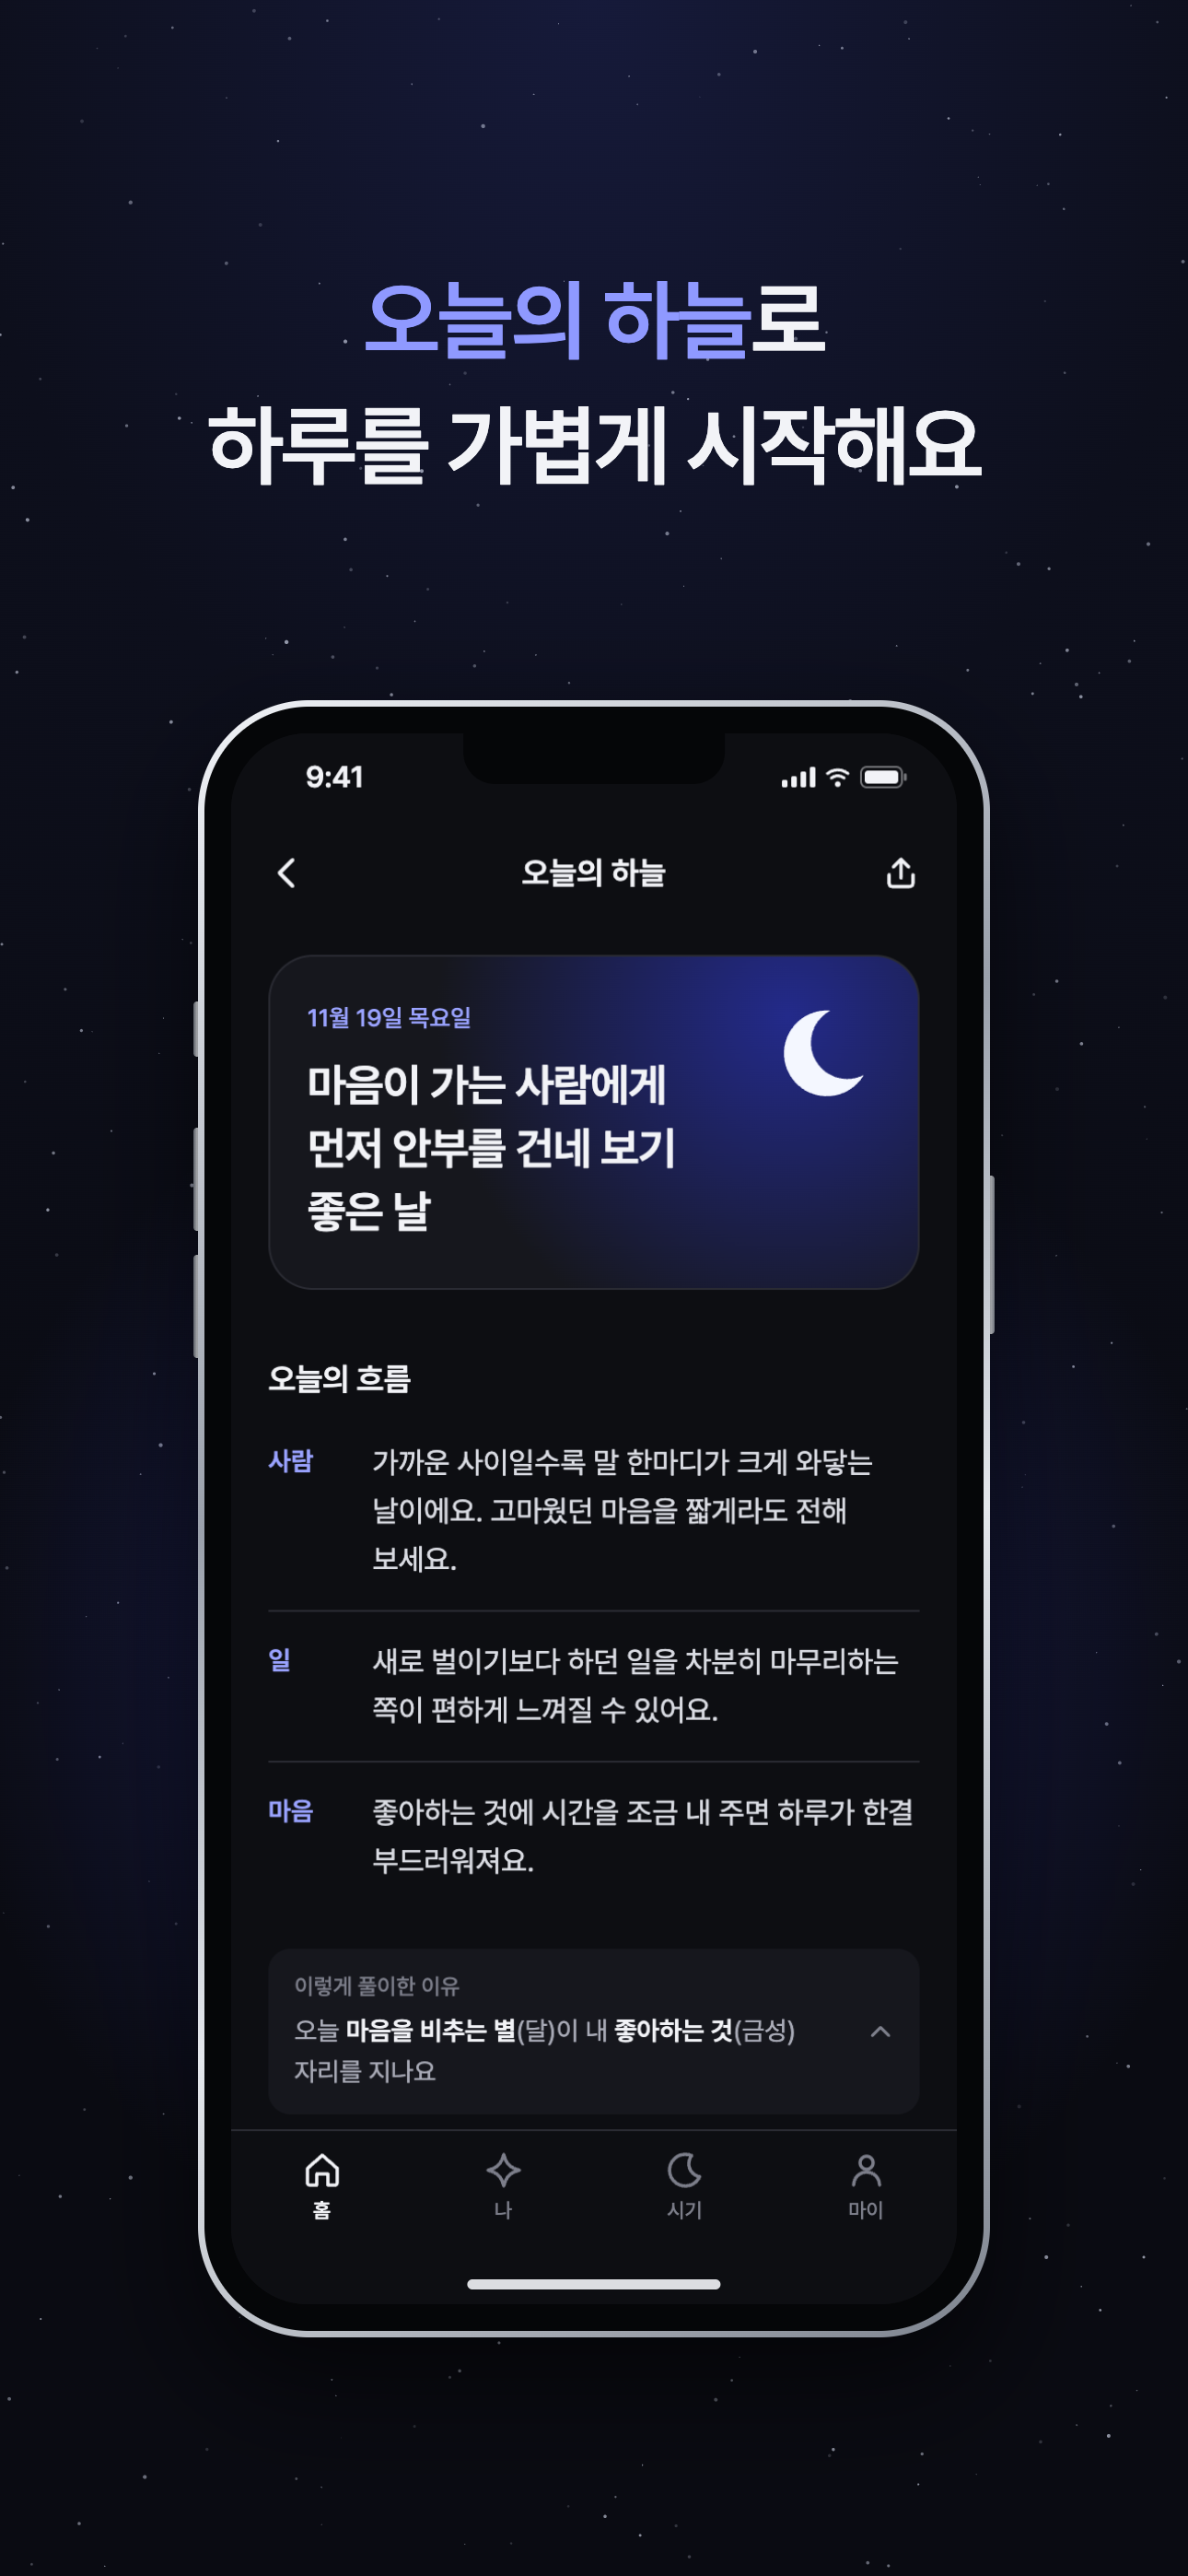 오늘의 하늘로
하루를 가볍게 시작해요
9:41
오늘의 하늘
11월 19일 목요일
마음이 가는 사람에게
먼저 안부를 건네 보기
좋은 날
오늘의 흐름
사람
가까운 사이일수록 말 한마디가 크게 와닿는
날이에요. 고마웠던 마음을 짧게라도 전해
보세요.
일
새로 벌이기보다 하던 일을 차분히 마무리하는
쪽이 편하게 느껴질 수 있어요.
마음
좋아하는 것에 시간을 조금 내 주면 하루가 한결
부드러워져요.
이렇게 풀이한 이유
오늘 마음을 비추는 별(달)이 내 좋아하는 것(금성)
자리를 지나요
홈
나
시기
마이